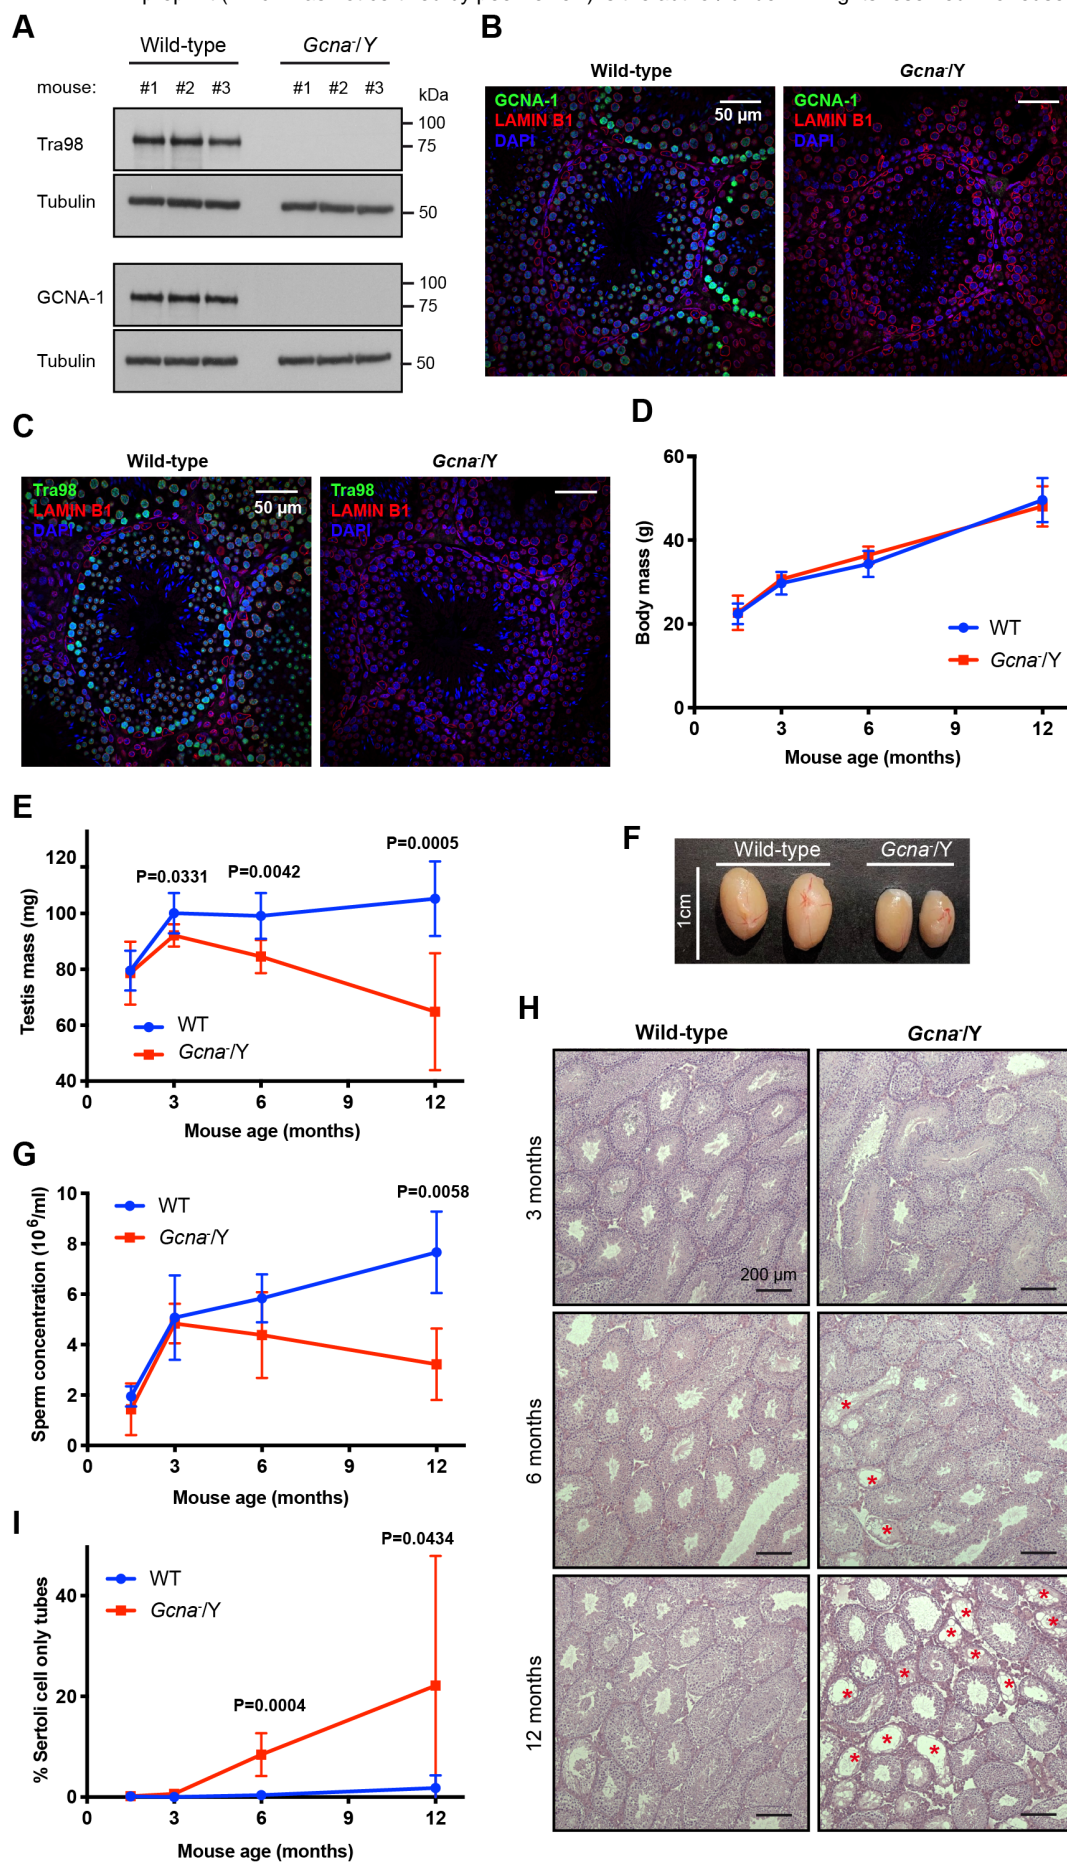 A
Wild-type Gcna-/Y
mouse: #1 #2 #3 #1 #2 #3 kDa
Tra98
100
75
Tubulin
50
GCNA-1
100
75
Tubulin
50
B
Wild-type Gcna-/Y
GCNA-1
LAMIN B1
DAPI
50 µm
GCNA-1
LAMIN B1
DAPI
C
Wild-type Gcna-/Y
Tra98
LAMIN B1
DAPI
50 µm
Tra98
LAMIN B1
DAPI
D
60
40
20
0
Body mass (g)
WT
Gcna-/Y
0 3 6 9 12
Mouse age (months)
E
120
100
80
60
40
Testis mass (mg)
P=0.0331
P=0.0042
P=0.0005
WT
Gcna-/Y
0 3 6 9 12
Mouse age (months)
F
Wild-type Gcna-/Y
1cm
G
10
8
6
4
2
0
Sperm concentration (10^6/ml)
WT
Gcna-/Y
P=0.0058
0 3 6 9 12
Mouse age (months)
H
Wild-type Gcna-/Y
3 months
200 µm
6 months
*
*
*
12 months
*
*
*
*
*
*
*
*
*
*
*
I
40
20
0
% Sertoli cell only tubes
WT
Gcna-/Y
P=0.0004
P=0.0434
0 3 6 9 12
Mouse age (months)